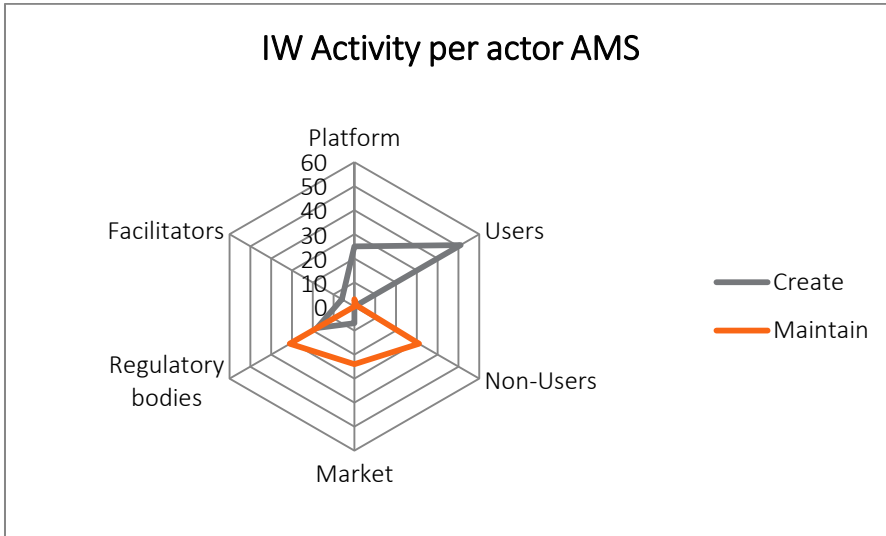 IW Activity per actor AMS
Platform
60
50
40
30
20
10
0
Users
Facilitators
Non-Users
Regulatory
bodies
Market
Create
Maintain